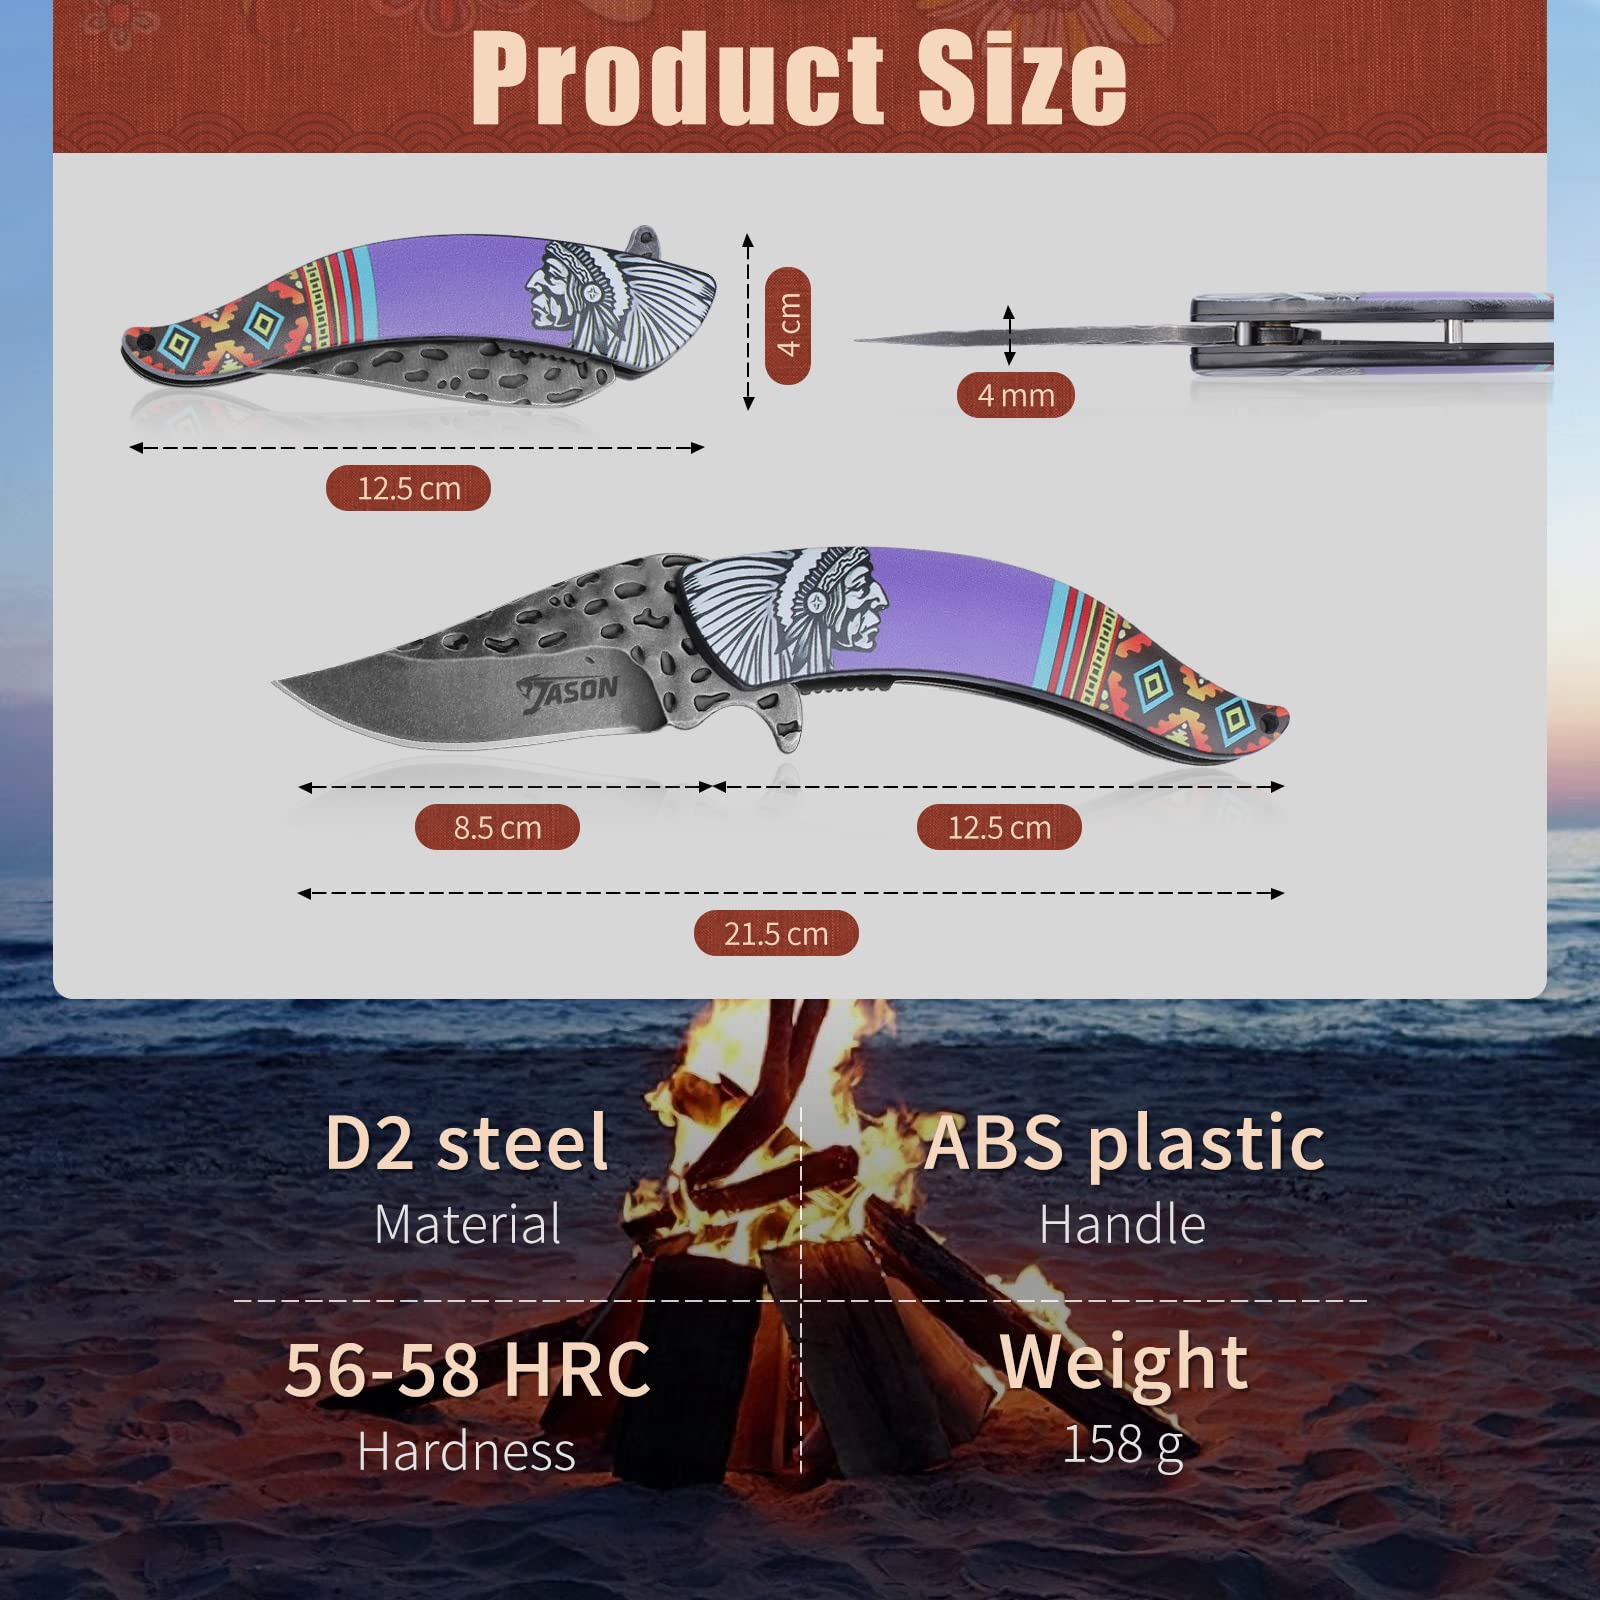 Product Size
4 cm
4 mm
12.5 cm
JASON
8.5 cm
12.5 cm
21.5 cm
D2 steel
Material
ABS plastic
Handle
56-58 HRC
Hardness
Weight
158 g